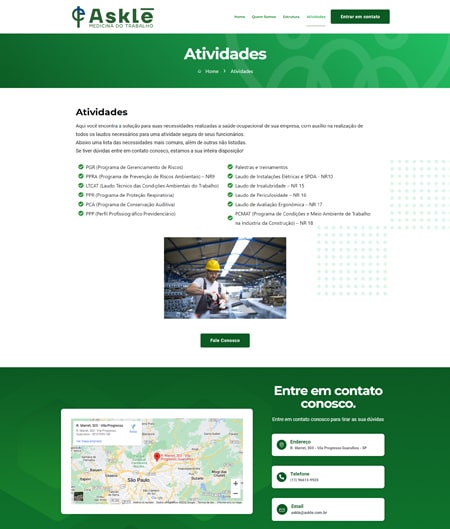 Asklē
MEDICINA DO TRABALHO
Home Quem Somos Estrutura Atividades Entrar em contato
Atividades
Home Atividades
Atividades
Aqui você encontra a solução para suas necessidades realizadas a saúde ocupacional de sua empresa, com auxílio na realização de
todos os laudos necessários para uma atividade segura de seus funcionários.
Abaixo uma lista das necessidades mais comuns, além de outras não listadas.
Se tiver dúvidas entre em contato conosco, estamos a sua inteira disposição!
PGR (Programa de Gerenciamento de Riscos)
PPRA (Programa de Prevenção de Riscos Ambientais) – NR9
LTCAT (Laudo Técnico das Condições Ambientais do Trabalho)
PPR (Programa de Proteção Respiratória)
PCA (Programa de Conservação Auditiva)
PPP (Perfil Profissiográfico Previdenciário)
Palestras e treinamentos
Laudo de Instalações Elétricas e SPDA - NR10
Laudo de Insalubridade – NR 15
Laudo de Periculosidade – NR 16
Laudo de Avaliação Ergonômica – NR 17
PCMAT (Programa de Condições e Meio Ambiente de Trabalho
na Indústria da Construção) – NR 18
Fale Conosco
Entre em contato
conosco.
Entre em contato conosco para tirar as sua dúvidas
São Paulo
Endereço
R. Marret, 303 - Vila Progresso Guarulhos - SP
Telefone
Email
askle@askle.com.br